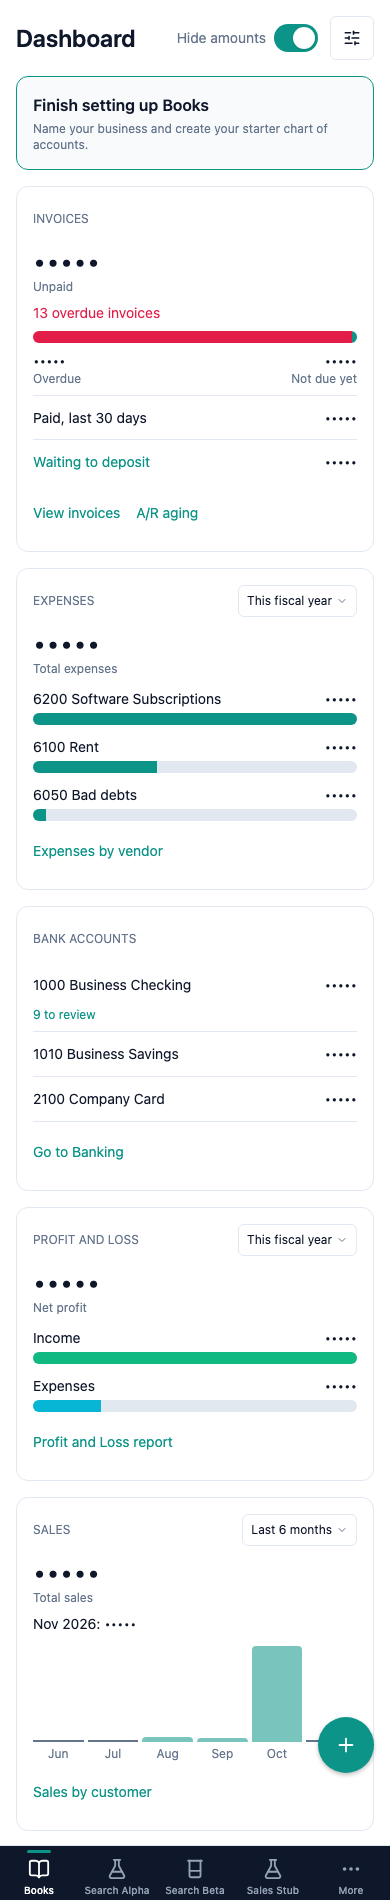 Dashboard
Hide amounts
Finish setting up Books
Name your business and create your starter chart of
accounts.
INVOICES
•••••
Unpaid
13 overdue invoices
••••• •••••
Overdue Not due yet
Paid, last 30 days •••••
Waiting to deposit •••••
View invoices A/R aging
EXPENSES This fiscal year
•••••
Total expenses
6200 Software Subscriptions •••••
6100 Rent •••••
6050 Bad debts •••••
Expenses by vendor
BANK ACCOUNTS
1000 Business Checking •••••
9 to review
1010 Business Savings •••••
2100 Company Card •••••
Go to Banking
PROFIT AND LOSS This fiscal year
•••••
Net profit
Income •••••
Expenses •••••
Profit and Loss report
SALES Last 6 months
•••••
Total sales
Nov 2026: •••••
Jun Jul Aug Sep Oct
Sales by customer
Books Search Alpha Search Beta Sales Stub More